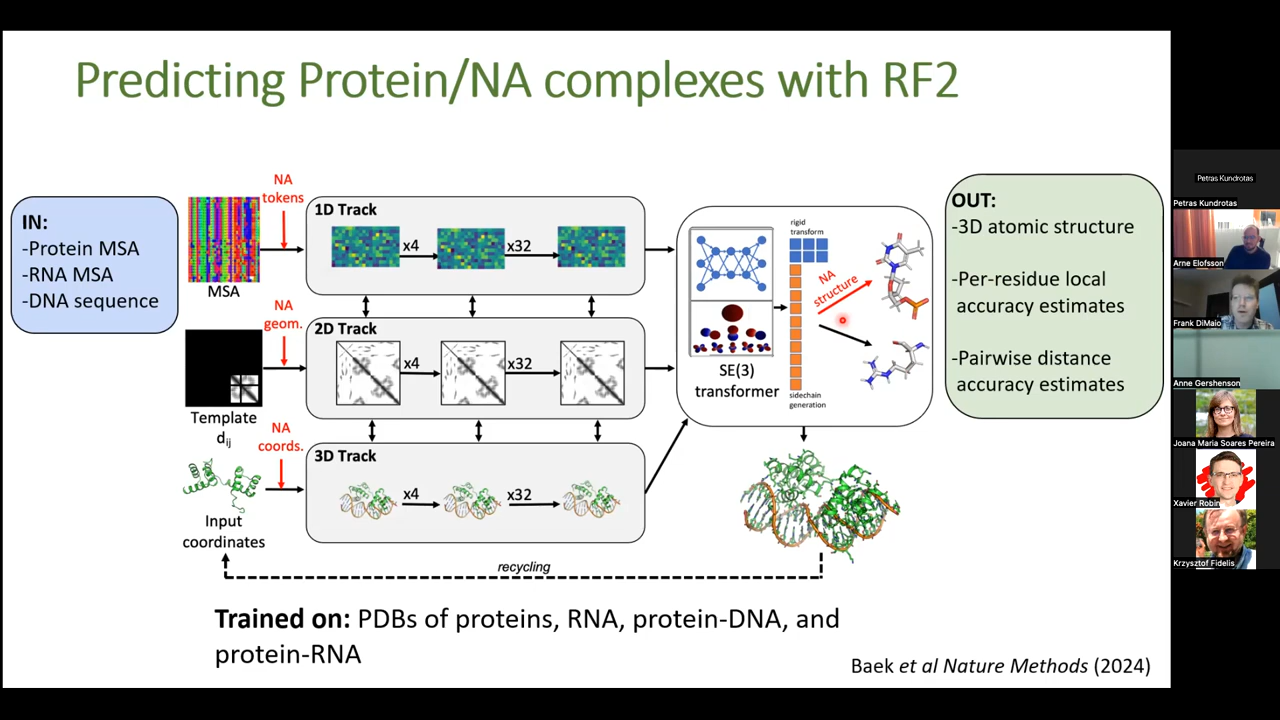 Predicting Protein/NA complexes with RF2
IN:
-Protein MSA
-RNA MSA
-DNA sequence
MSA
NA
tokens
1D Track
x4
x32
Template
dij
NA
geom.
2D Track
x4
x32
Input
coordinates
NA
coords.
3D Track
x4
x32
SE(3)
transformer
rigid
transform
sidechain
generation
NA
structure
recycling
OUT:
-3D atomic structure
-Per-residue local
accuracy estimates
-Pairwise distance
accuracy estimates
Trained on: PDBs of proteins, RNA, protein-DNA, and
protein-RNA
Baek et al Nature Methods (2024)
Petras Kundrotas
Petras Kundrotas
Arne Elofsson
Frank DiMaio
Anne Gershenson
Joana Maria Soares Pereira
Xavier Robin
Krzysztof Fidelis